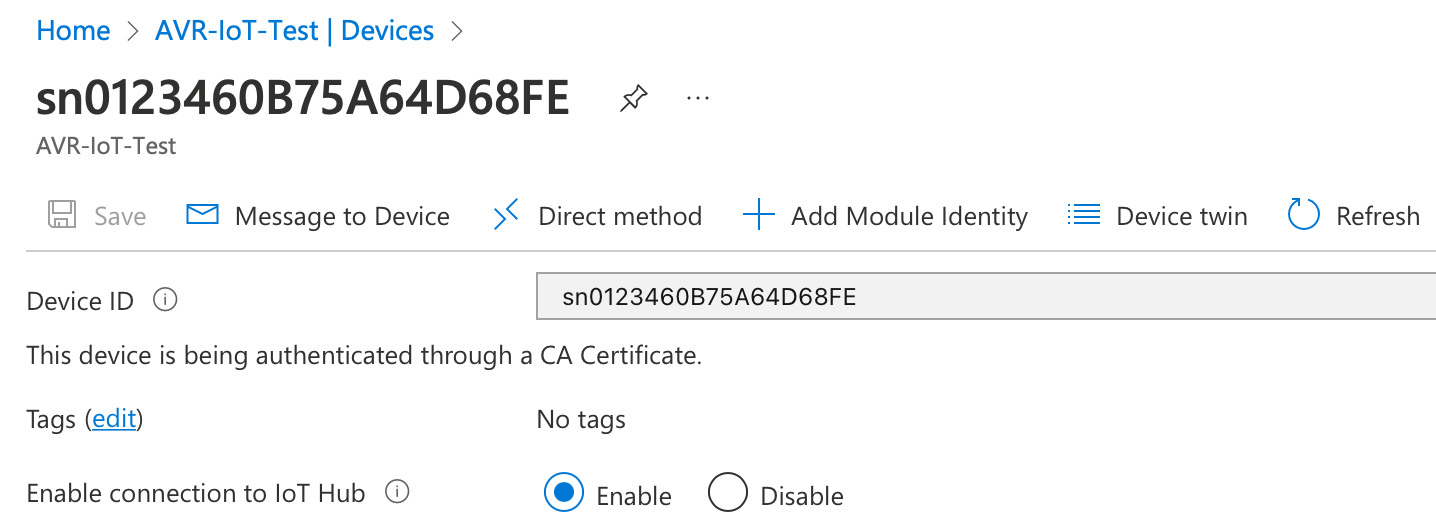 Home > AVR-IoT-Test | Devices >
sn0123460B75A64D68FE ...
AVR-IoT-Test
Save Message to Device Direct method Add Module Identity Device twin Refresh
Device ID sn0123460B75A64D68FE
This device is being authenticated through a CA Certificate.
Tags (edit) No tags
Enable connection to IoT Hub Enable Disable